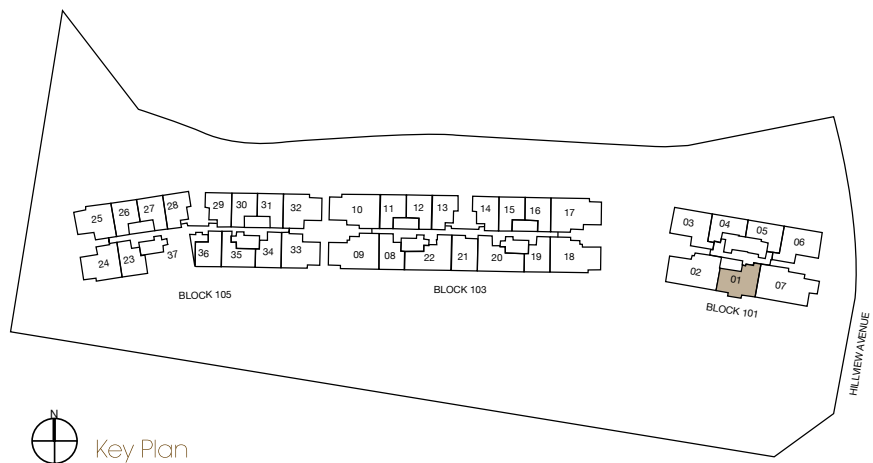 25 26 27 28 29 30 31 32 10 11 12 13 14 15 16 17
24 23 37 36 35 34 33 09 08 22 21 20 19 18
03 04 05 06
02 01 07
BLOCK 105
BLOCK 103
BLOCK 101
HILLVIEW AVENUE
N
Key Plan